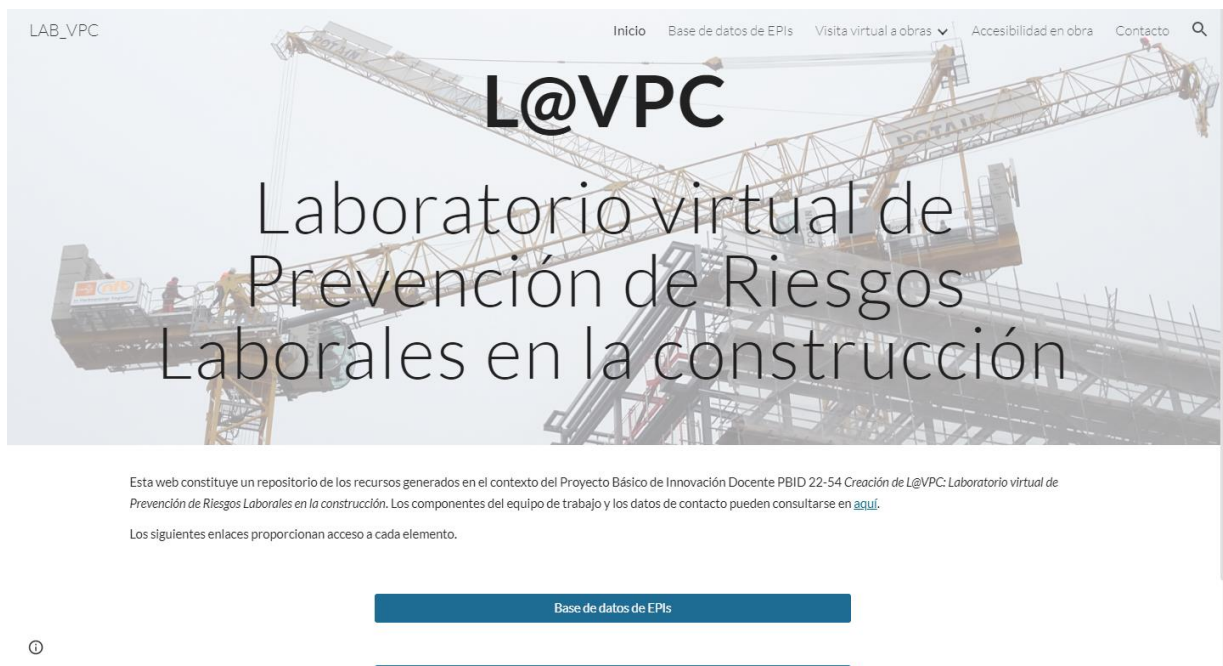 LAB_VPC
Inicio Base de datos de EPIs Visita virtual a obras Accesibilidad en obra Contacto
L@VPC
Laboratorio virtual de
Prevención de Riesgos
Laborales en la construcción
POTAIN
POTAIN
Esta web constituye un repositorio de los recursos generados en el contexto del Proyecto Básico de Innovación Docente PBID 22-54 Creación de L@VPC: Laboratorio virtual de
Prevención de Riesgos Laborales en la construcción. Los componentes del equipo de trabajo y los datos de contacto pueden consultarse en aquí.
Los siguientes enlaces proporcionan acceso a cada elemento.
Base de datos de EPIs